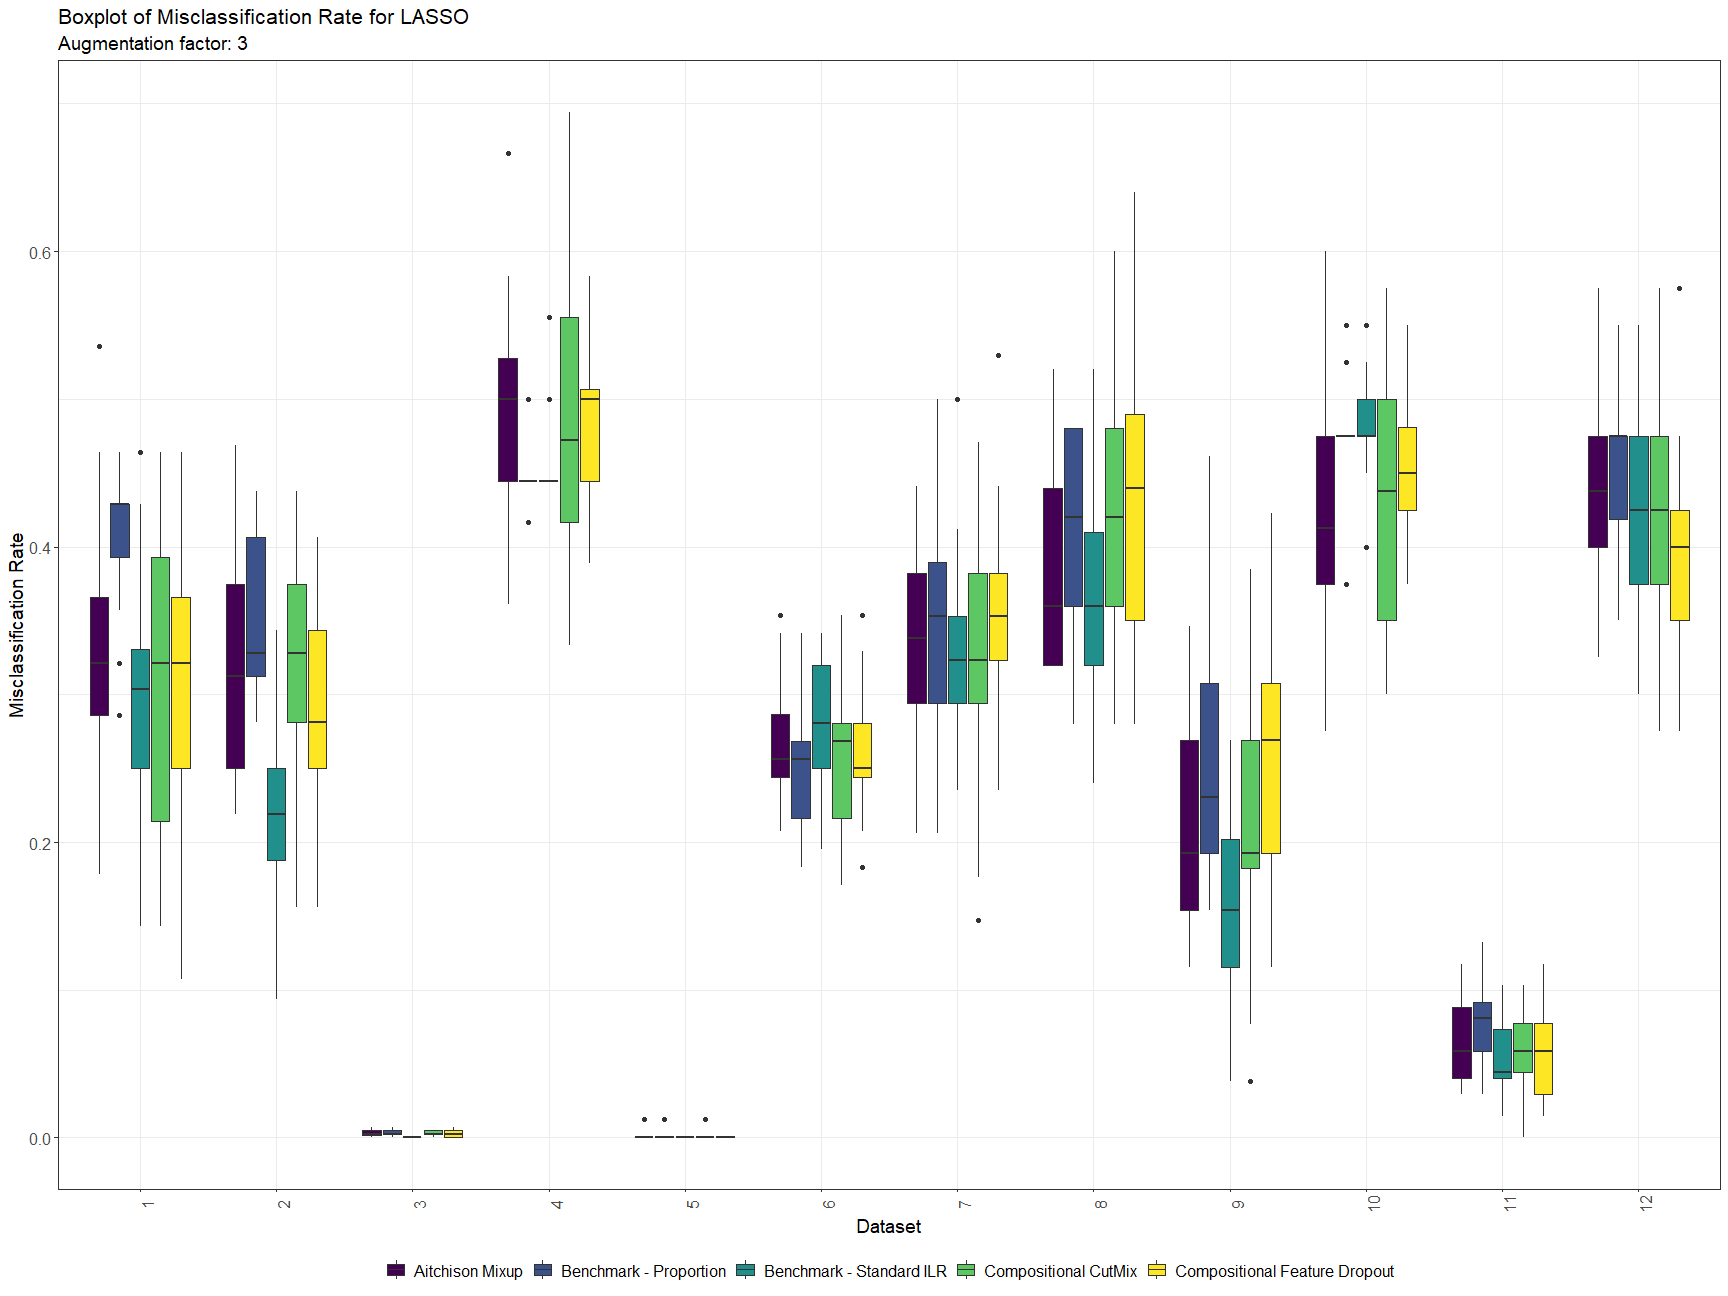 Boxplot of Misclassification Rate for LASSO
Augmentation factor: 3
Misclassification Rate
0.6
0.4
0.2
0.0
1 2 3 4 5 6 7 8 9 10 11 12
Dataset
Aitchison Mixup Benchmark - Proportion Benchmark - Standard ILR Compositional CutMix Compositional Feature Dropout